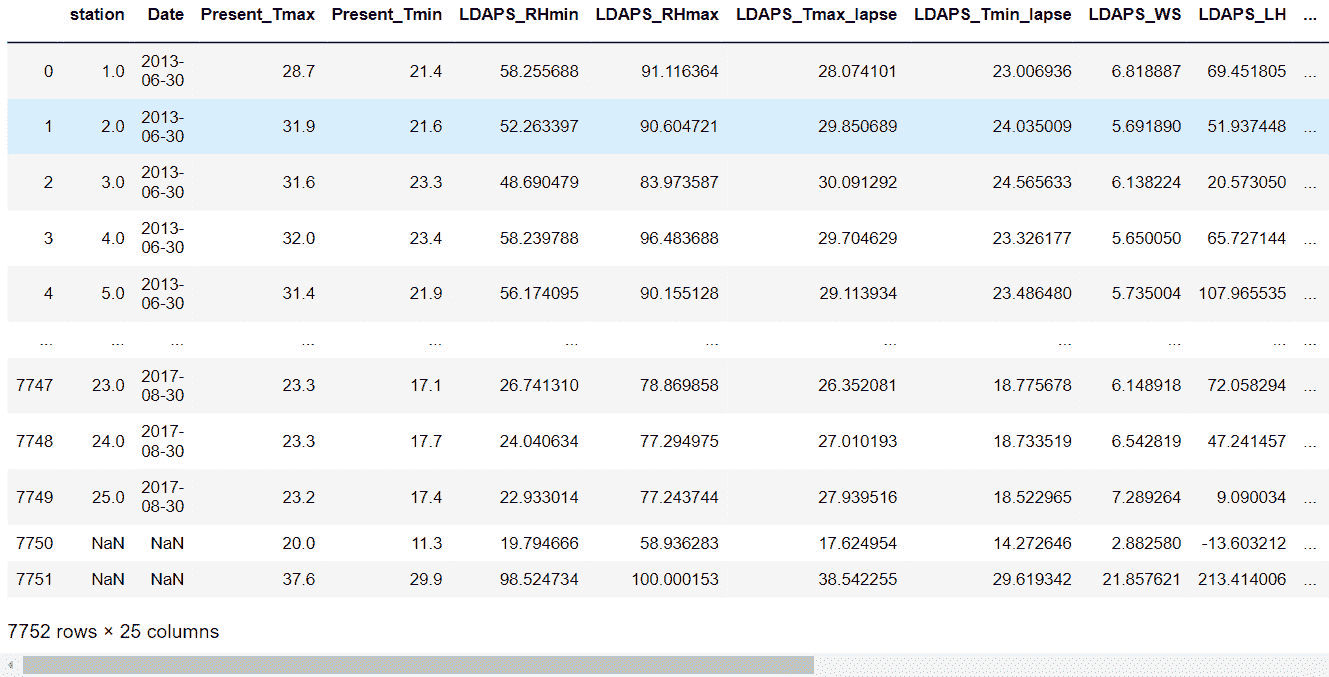 station Date Present_Tmax Present_Tmin LDAPS_RHmin LDAPS_RHmax LDAPS_Tmax_lapse LDAPS_Tmin_lapse LDAPS_WS LDAPS_LH ...
0 1.0 2013-06-30 28.7 21.4 58.255688 91.116364 28.074101 23.006936 6.818887 69.451805 ...
1 2.0 2013-06-30 31.9 21.6 52.263397 90.604721 29.850689 24.035009 5.691890 51.937448 ...
2 3.0 2013-06-30 31.6 23.3 48.690479 83.973587 30.091292 24.565633 6.138224 20.573050 ...
3 4.0 2013-06-30 32.0 23.4 58.239788 96.483688 29.704629 23.326177 5.650050 65.727144 ...
4 5.0 2013-06-30 31.4 21.9 56.174095 90.155128 29.113934 23.486480 5.735004 107.965535 ...
... ... ... ... ... ... ... ... ... ... ... ...
7747 23.0 2017-08-30 23.3 17.1 26.741310 78.869858 26.352081 18.775678 6.148918 72.058294 ...
7748 24.0 2017-08-30 23.3 17.7 24.040634 77.294975 27.010193 18.733519 6.542819 47.241457 ...
7749 25.0 2017-08-30 23.2 17.4 22.933014 77.243744 27.939516 18.522965 7.289264 9.090034 ...
7750 NaN NaN 20.0 11.3 19.794666 58.936283 17.624954 14.272646 2.882580 -13.603212 ...
7751 NaN NaN 37.6 29.9 98.524734 100.000153 38.542255 29.619342 21.857621 213.414006 ...
7752 rows × 25 columns